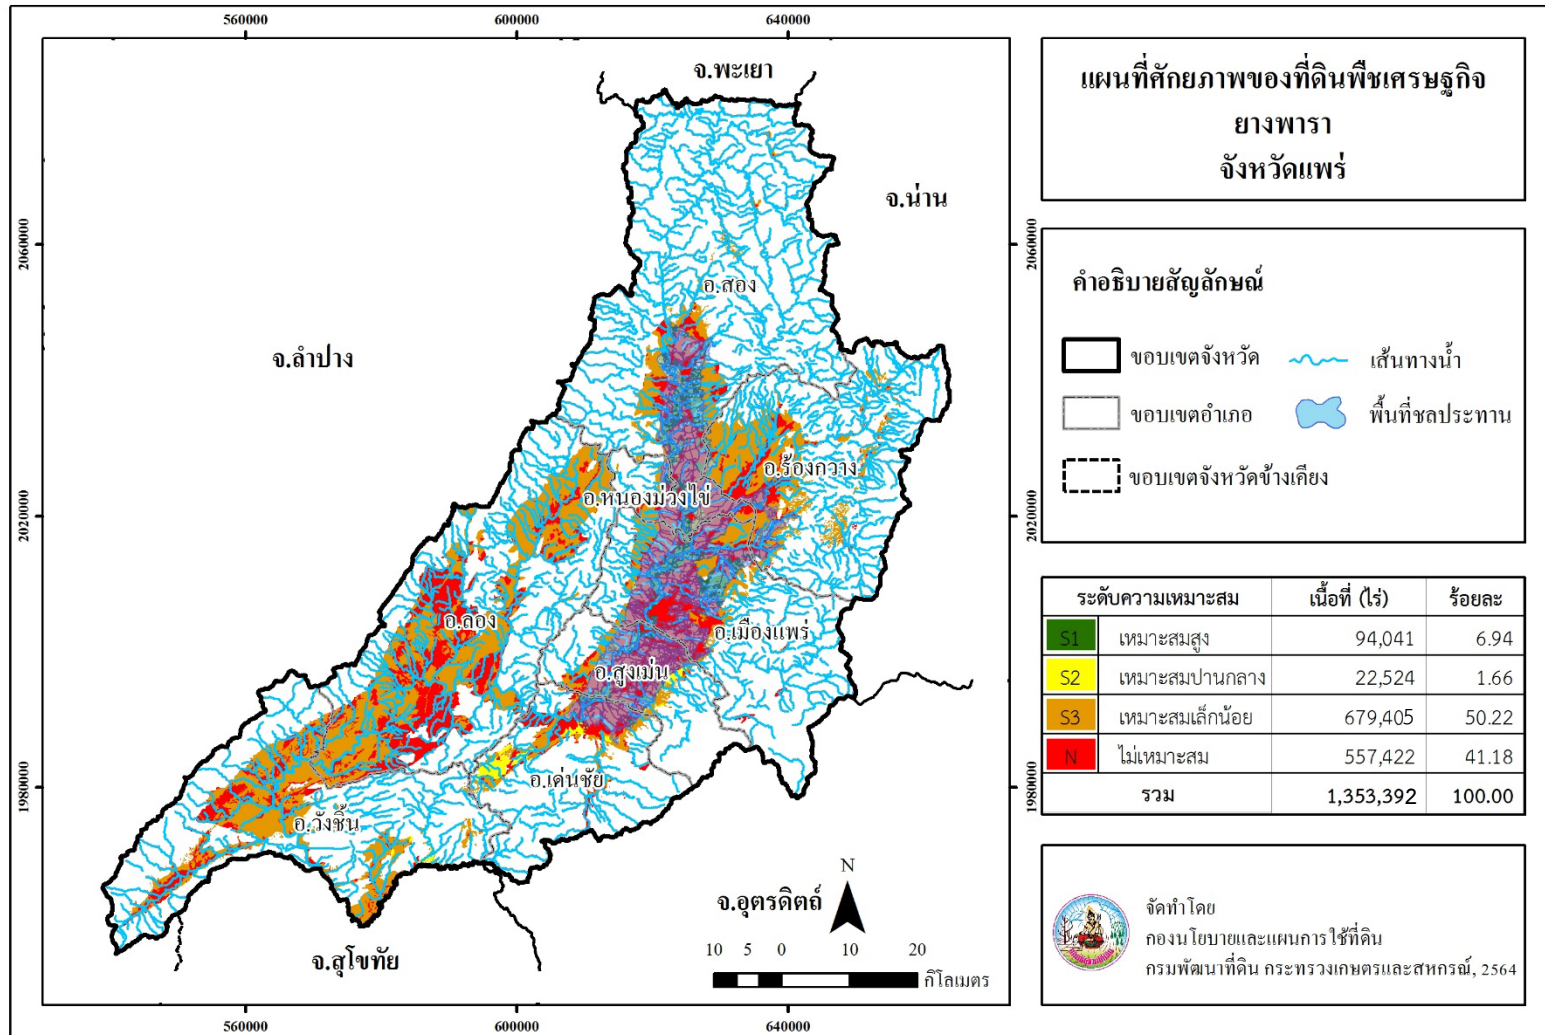 560000
600000
640000
จ.พะเยา
จ.น่าน
จ.ลำปาง
2060000
2060000
อ.สอง
อ.ร้องกวาง
อ.หนองม่วงไข่
2020000
2020000
อ.ลอง
อ.เมืองแพร่
อ.สูงเม่น
อ.เด่นชัย
1980000
1980000
อ.วังชิ้น
จ.อุตรดิตถ์
จ.สุโขทัย
N
10 5 0 10 20
กิโลเมตร
560000
600000
640000
แผนที่ศักยภาพของที่ดินพืชเศรษฐกิจ
ยางพารา
จังหวัดแพร่
คำอธิบายสัญลักษณ์
ขอบเขตจังหวัด เส้นทางน้ำ
ขอบเขตอำเภอ พื้นที่ชลประทาน
ขอบเขตจังหวัดข้างเคียง
ระดับความเหมาะสม เนื้อที่ (ไร่) ร้อยละ
S1 เหมาะสมสูง 94,041 6.94
S2 เหมาะสมปานกลาง 22,524 1.66
S3 เหมาะสมเล็กน้อย 679,405 50.22
N ไม่เหมาะสม 557,422 41.18
รวม 1,353,392 100.00
จัดทำโดย
กองนโยบายและแผนการใช้ที่ดิน
กรมพัฒนาที่ดิน กระทรวงเกษตรและสหกรณ์, 2564